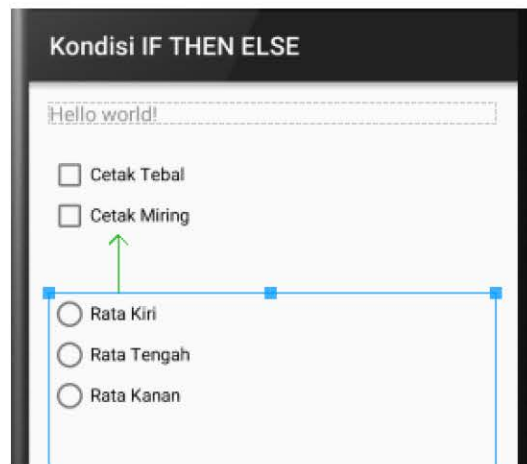 Kondisi IF THEN ELSE
Hello world!
Cetak Tebal
Cetak Miring
Rata Kiri
Rata Tengah
Rata Kanan